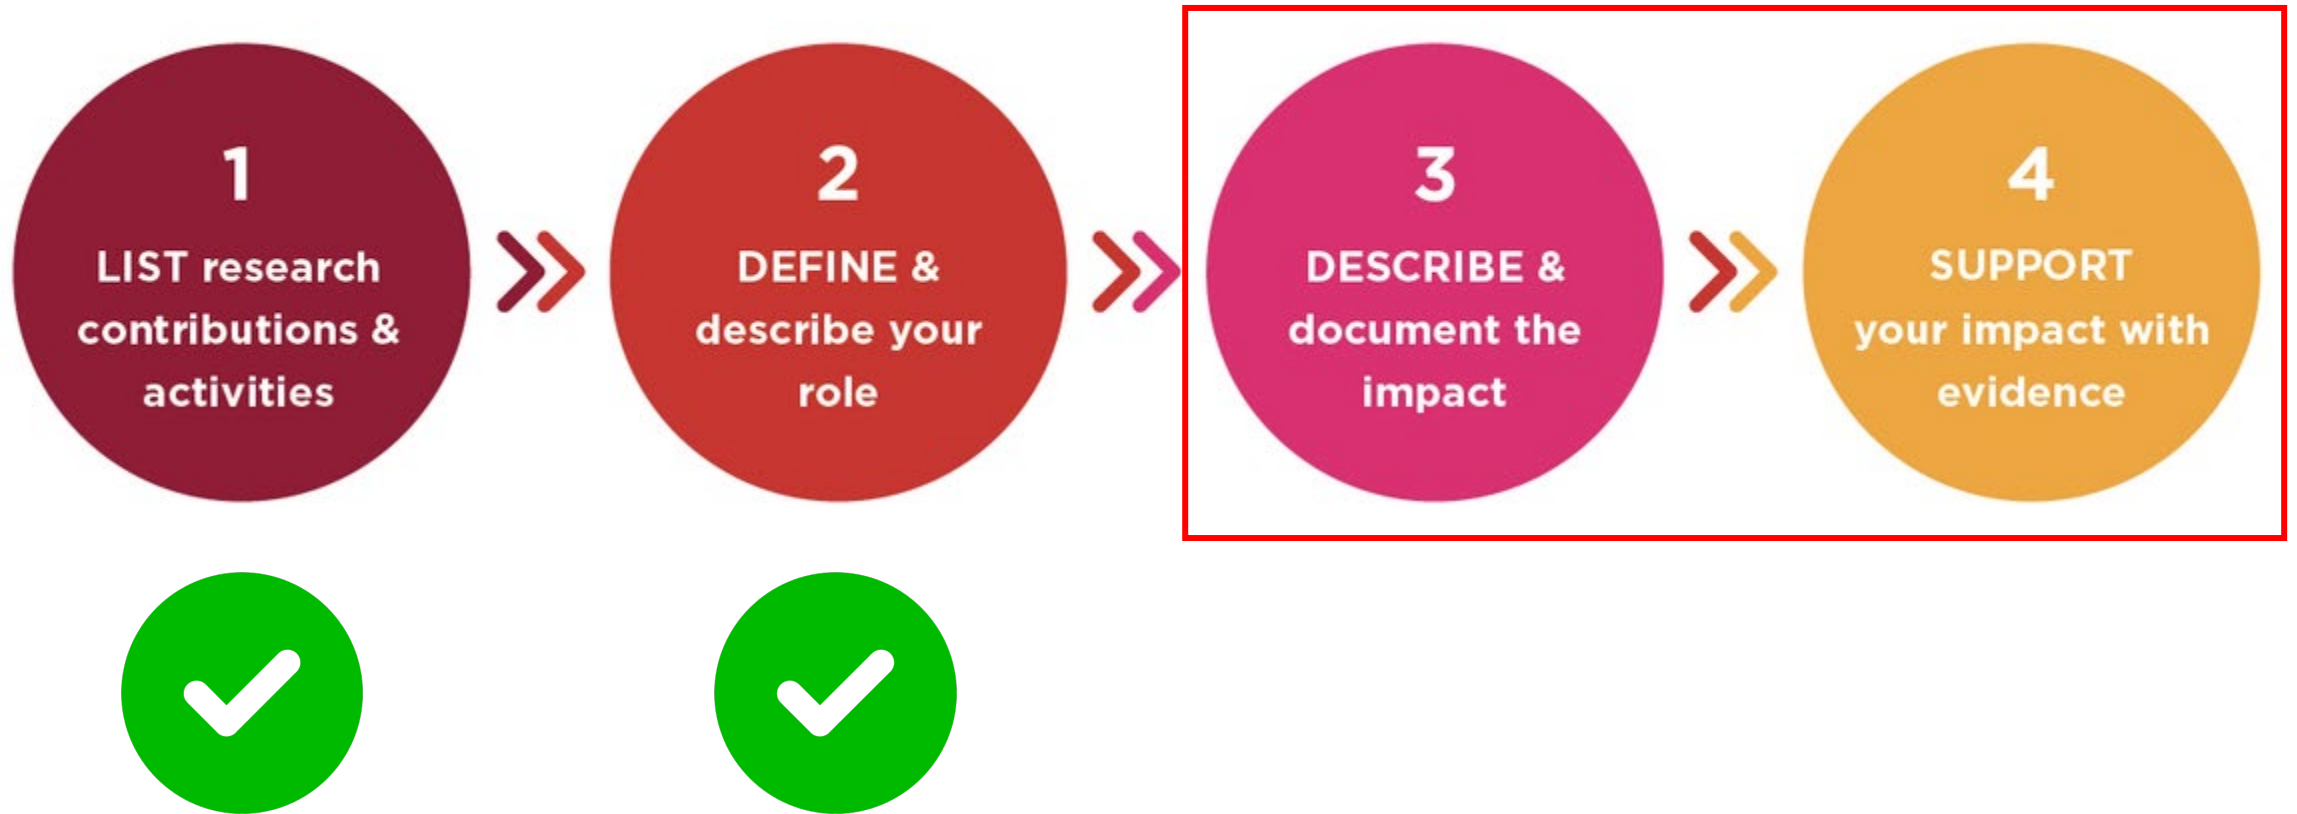 1
LIST research
contributions &
activities
2
DEFINE &
describe your
role
3
DESCRIBE &
document the
impact
4
SUPPORT
your impact with
evidence